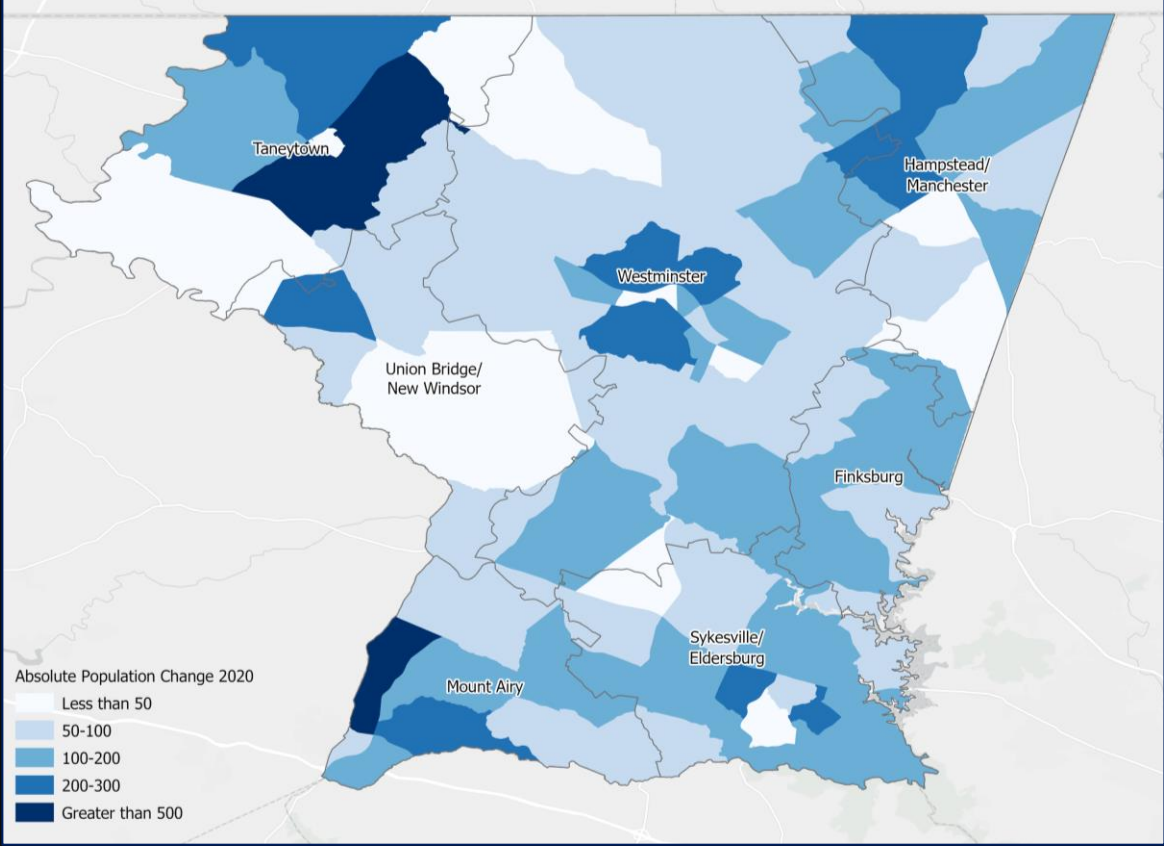 Taneytown
Hampstead/
Manchester
Westminster
Union Bridge/
New Windsor
Finksburg
Sykesville/
Eldersburg
Mount Airy
Absolute Population Change 2020
Less than 50
50-100
100-200
200-300
Greater than 500